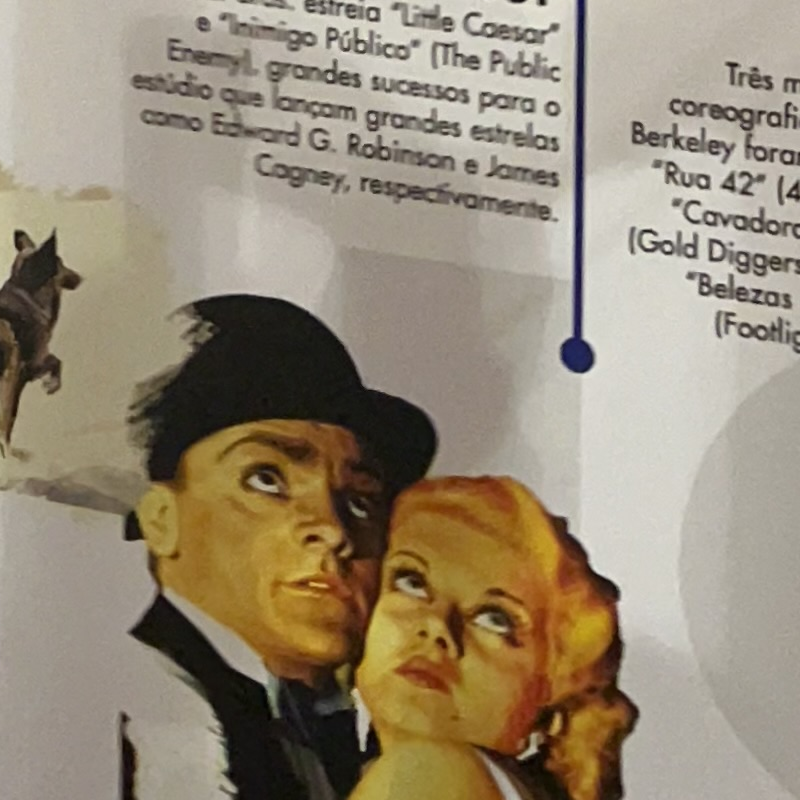 estreia "Little Caesar"
e "Inimigo Público" (The Public
Enemy), grandes sucessos para o
estúdio que lançam grandes estrelas
como Edward G. Robinson e James
Cagney, respectivamente.
Três m
coreografi
Berkeley foram
"Rua 42" (4
"Cavadora
(Gold Diggers
"Belezas
(Footlig